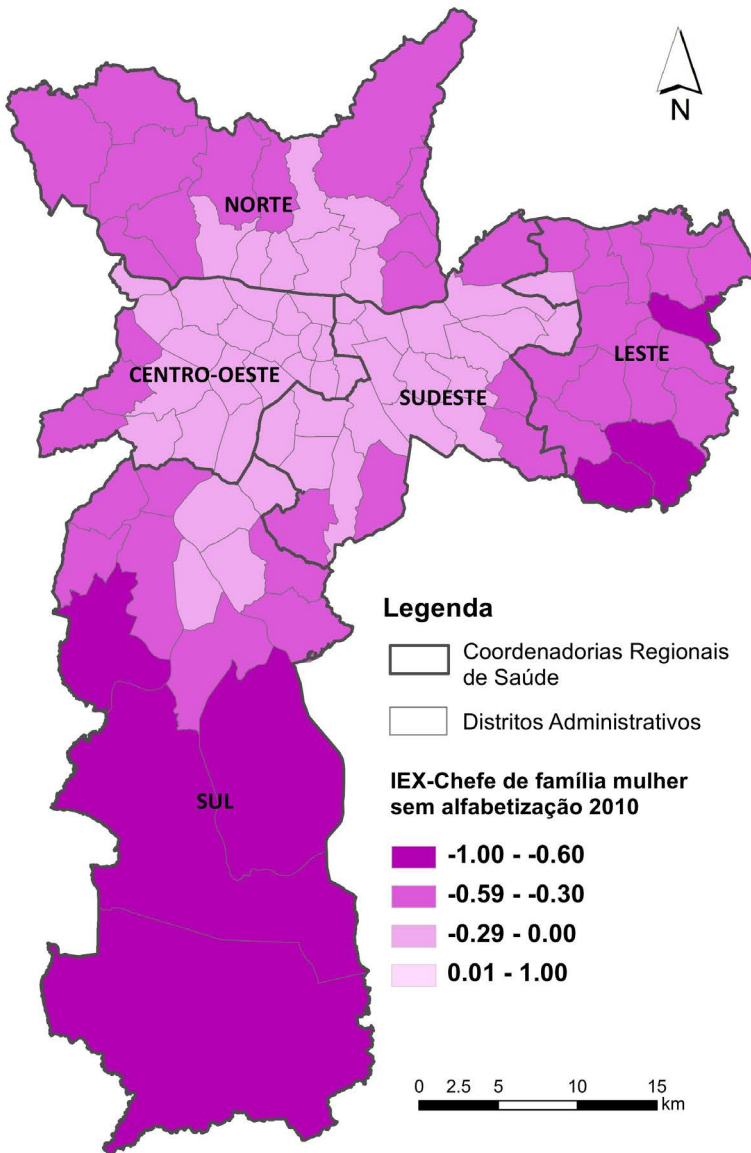 N
NORTE
LESTE
CENTRO-OESTE
SUDESTE
SUL
Legenda
Coordenadorias Regionais
de Saúde
Distritos Administrativos
IEX-Chefe de família mulher
sem alfabetização 2010
-1.00 - -0.60
-0.59 - -0.30
-0.29 - 0.00
0.01 - 1.00
0 2.5 5 10 15
km